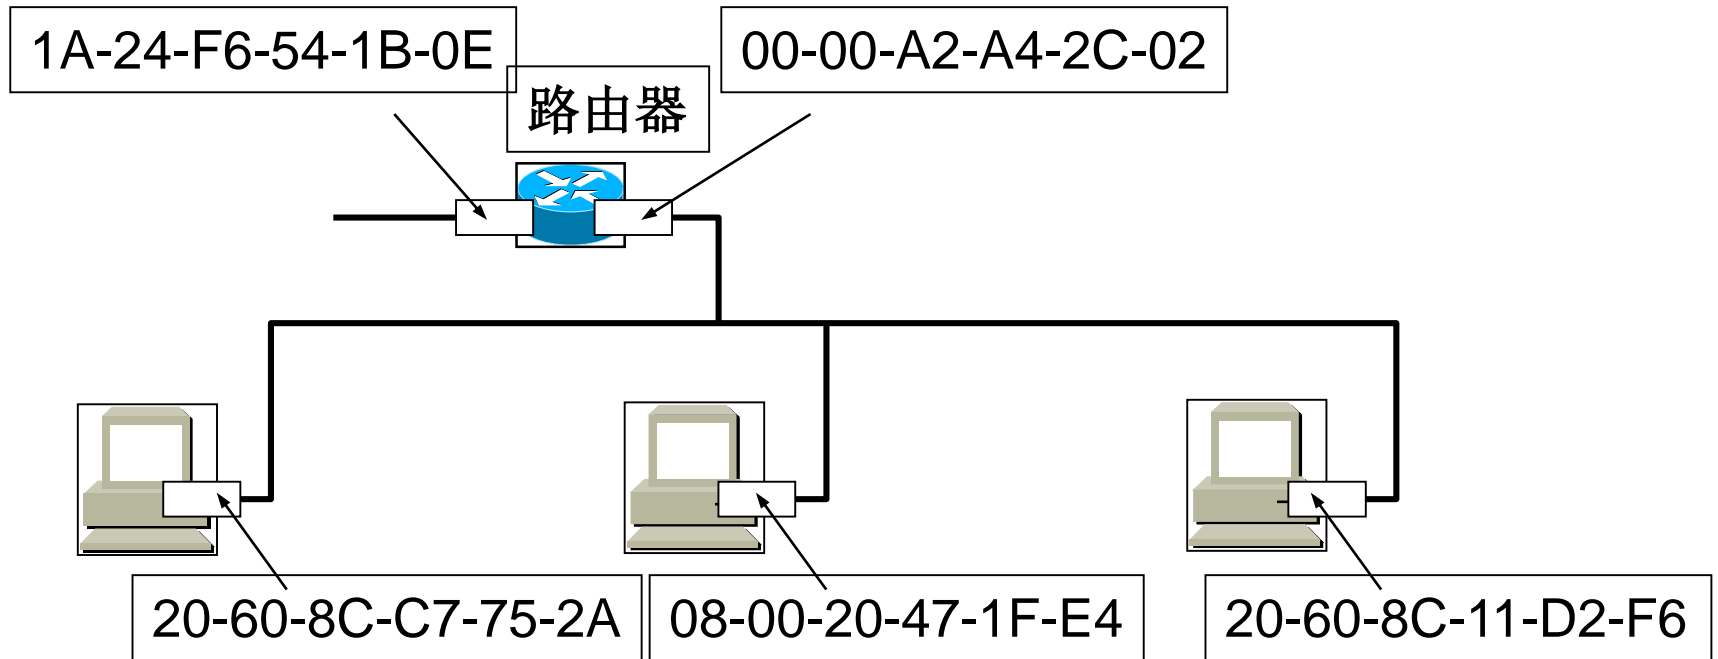 1A-24-F6-54-1B-0E
00-00-A2-A4-2C-02
路由器
20-60-8C-C7-75-2A
08-00-20-47-1F-E4
20-60-8C-11-D2-F6